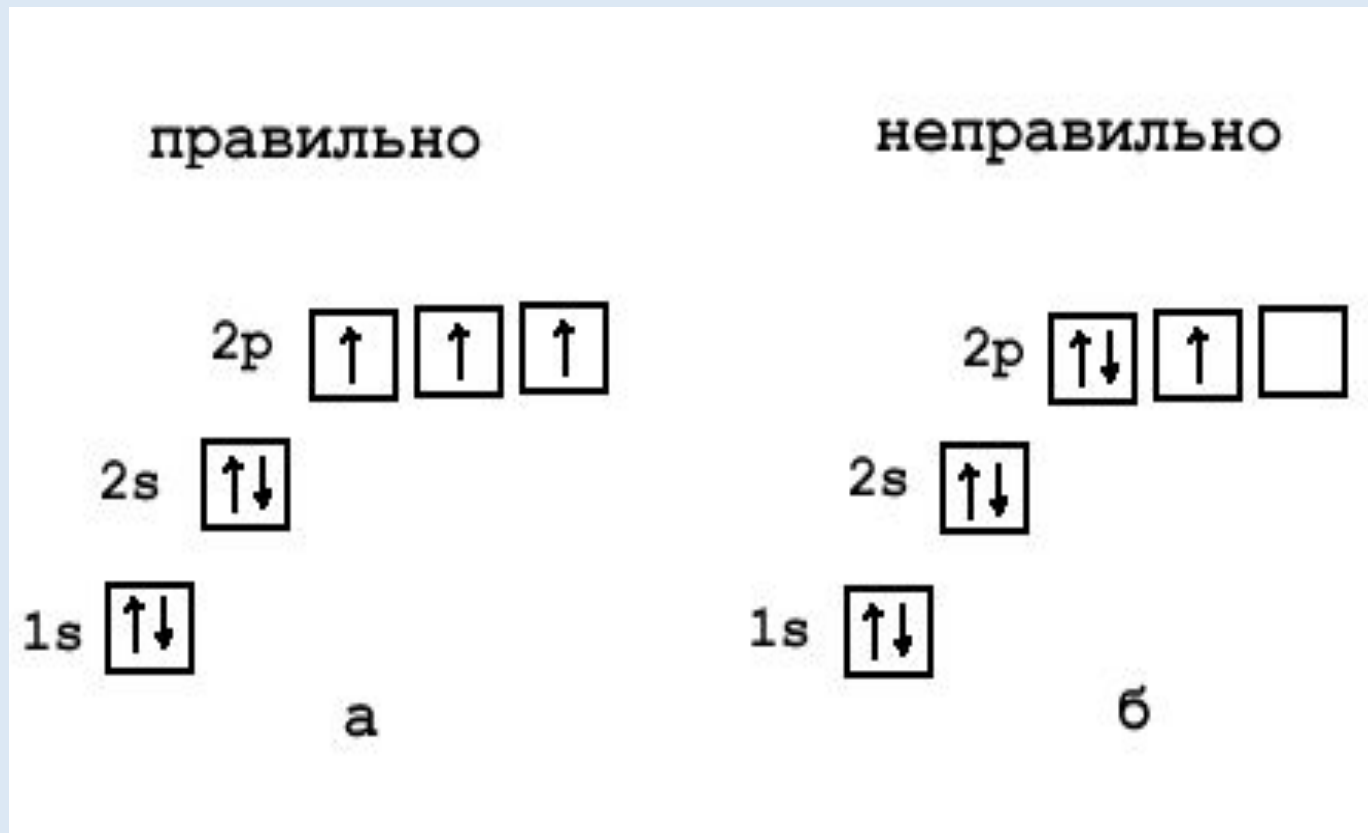 правильно неправильно
2p ↑ ↑ ↑ 2p ↑↓ ↑
2s ↑↓ 2s ↑↓
1s ↑↓ 1s ↑↓
а б